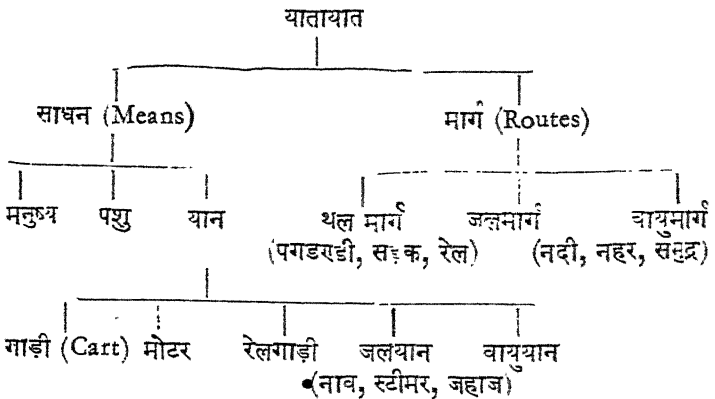 यातायात
साधन (Means) मार्ग (Routes)
मनुष्य पशु यान थल मार्ग जलमार्ग वायुमार्ग
(पगडण्डी, सड़क, रेल) (नदी, नहर, समुद्र)
गाड़ी (Cart) मोटर रेलगाड़ी जलयान वायुयान
(नाव, स्टीमर, जहाज)